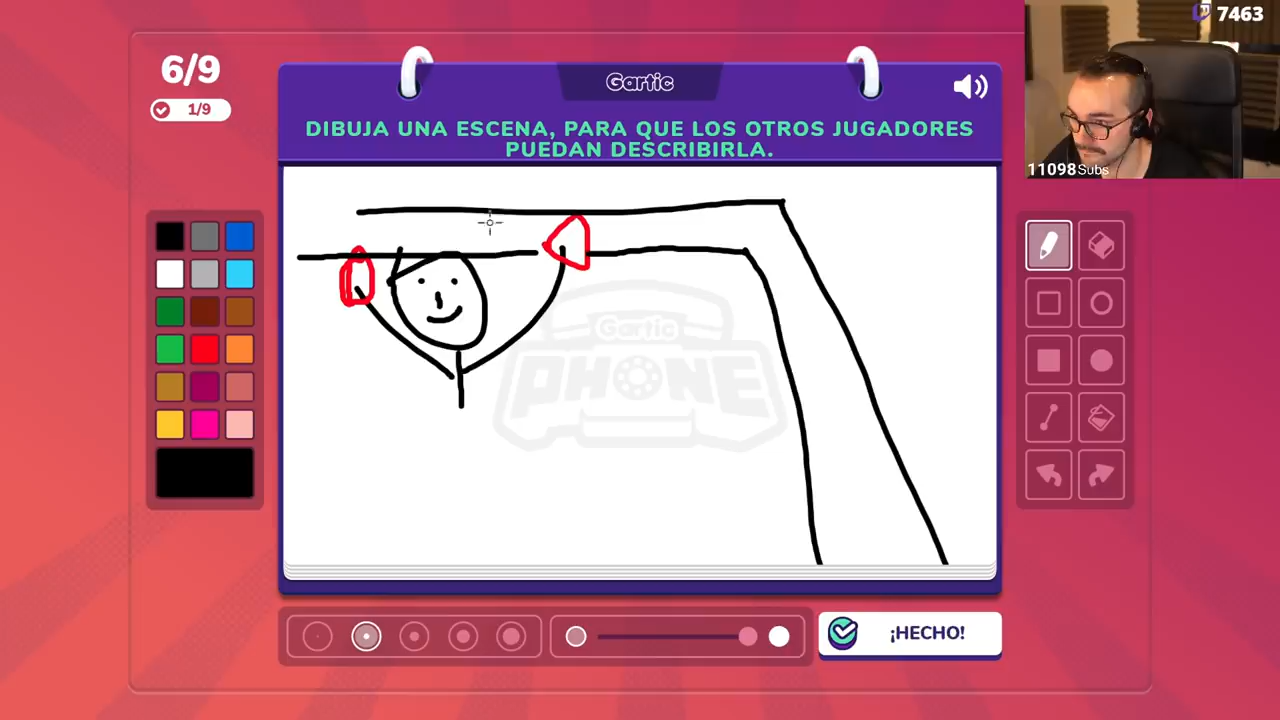 7463
6/9
1/9
Gartic
DIBUJA UNA ESCENA, PARA QUE LOS OTROS JUGADORES
PUEDAN DESCRIBIRLA.
11098 Subs
Gartic
PHONE
¡HECHO!